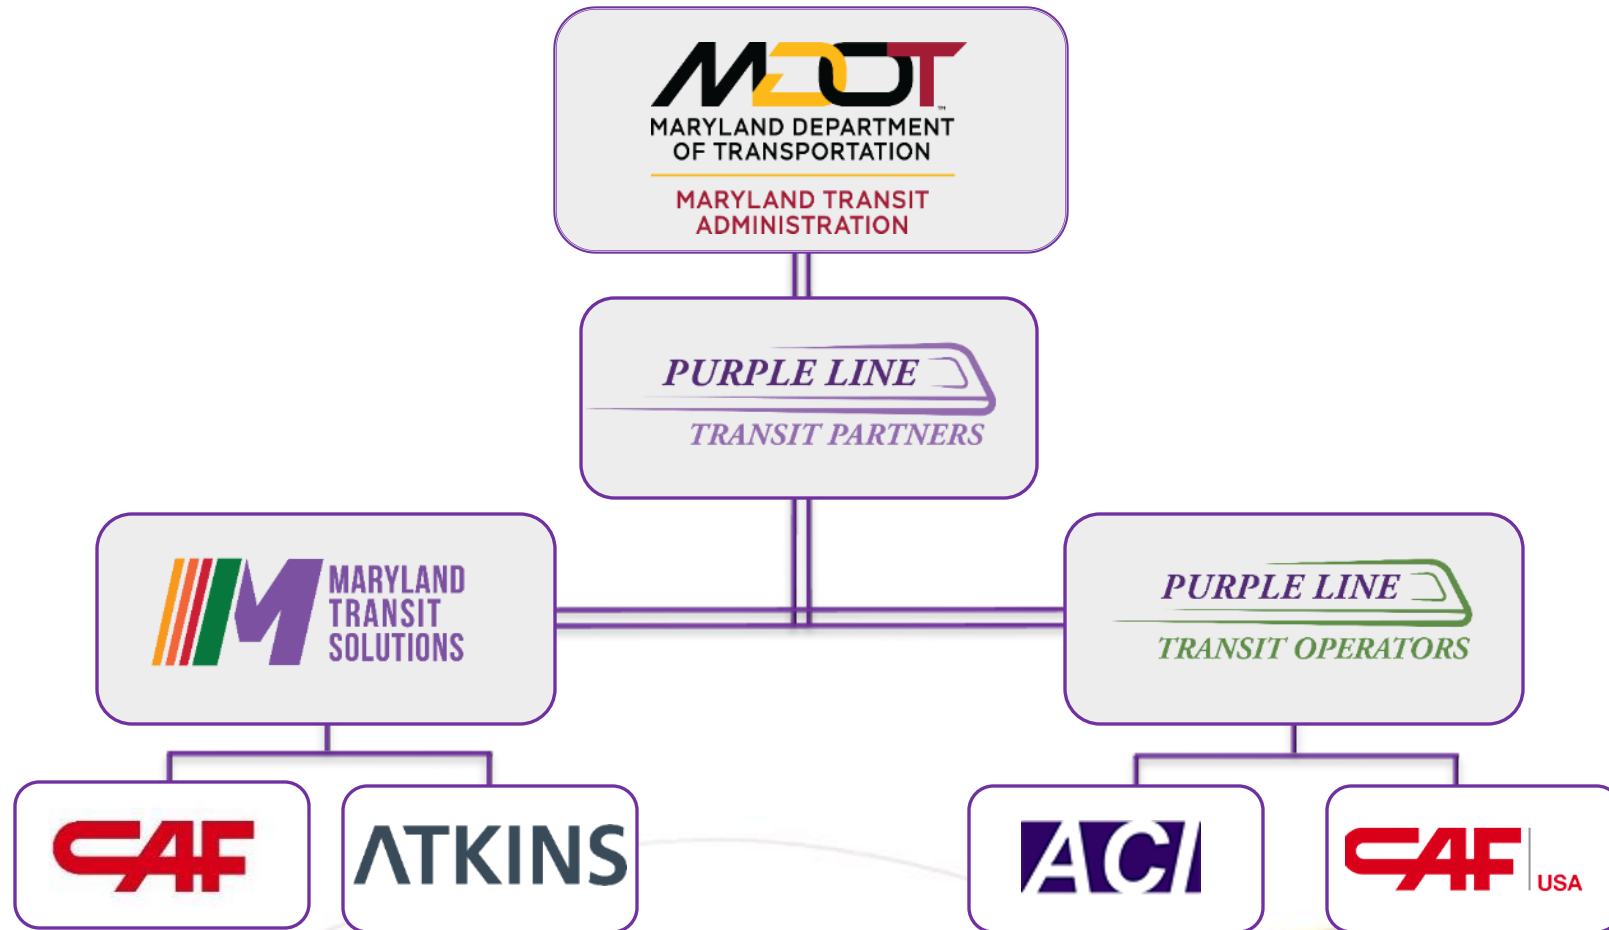 MDOT™
MARYLAND DEPARTMENT
OF TRANSPORTATION
MARYLAND TRANSIT
ADMINISTRATION
PURPLE LINE
TRANSIT PARTNERS
MARYLAND
TRANSIT
SOLUTIONS
PURPLE LINE
TRANSIT OPERATORS
CAF
ATKINS
ACI
CAF
USA